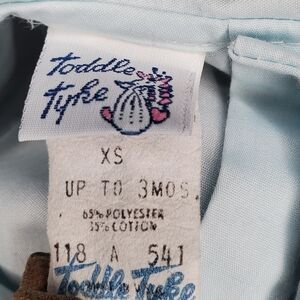 Toddle
Tyke
XS
UP TO 3MOS
65% POLYESTER
35% COTTON
118 A 541
Toddle Tyke